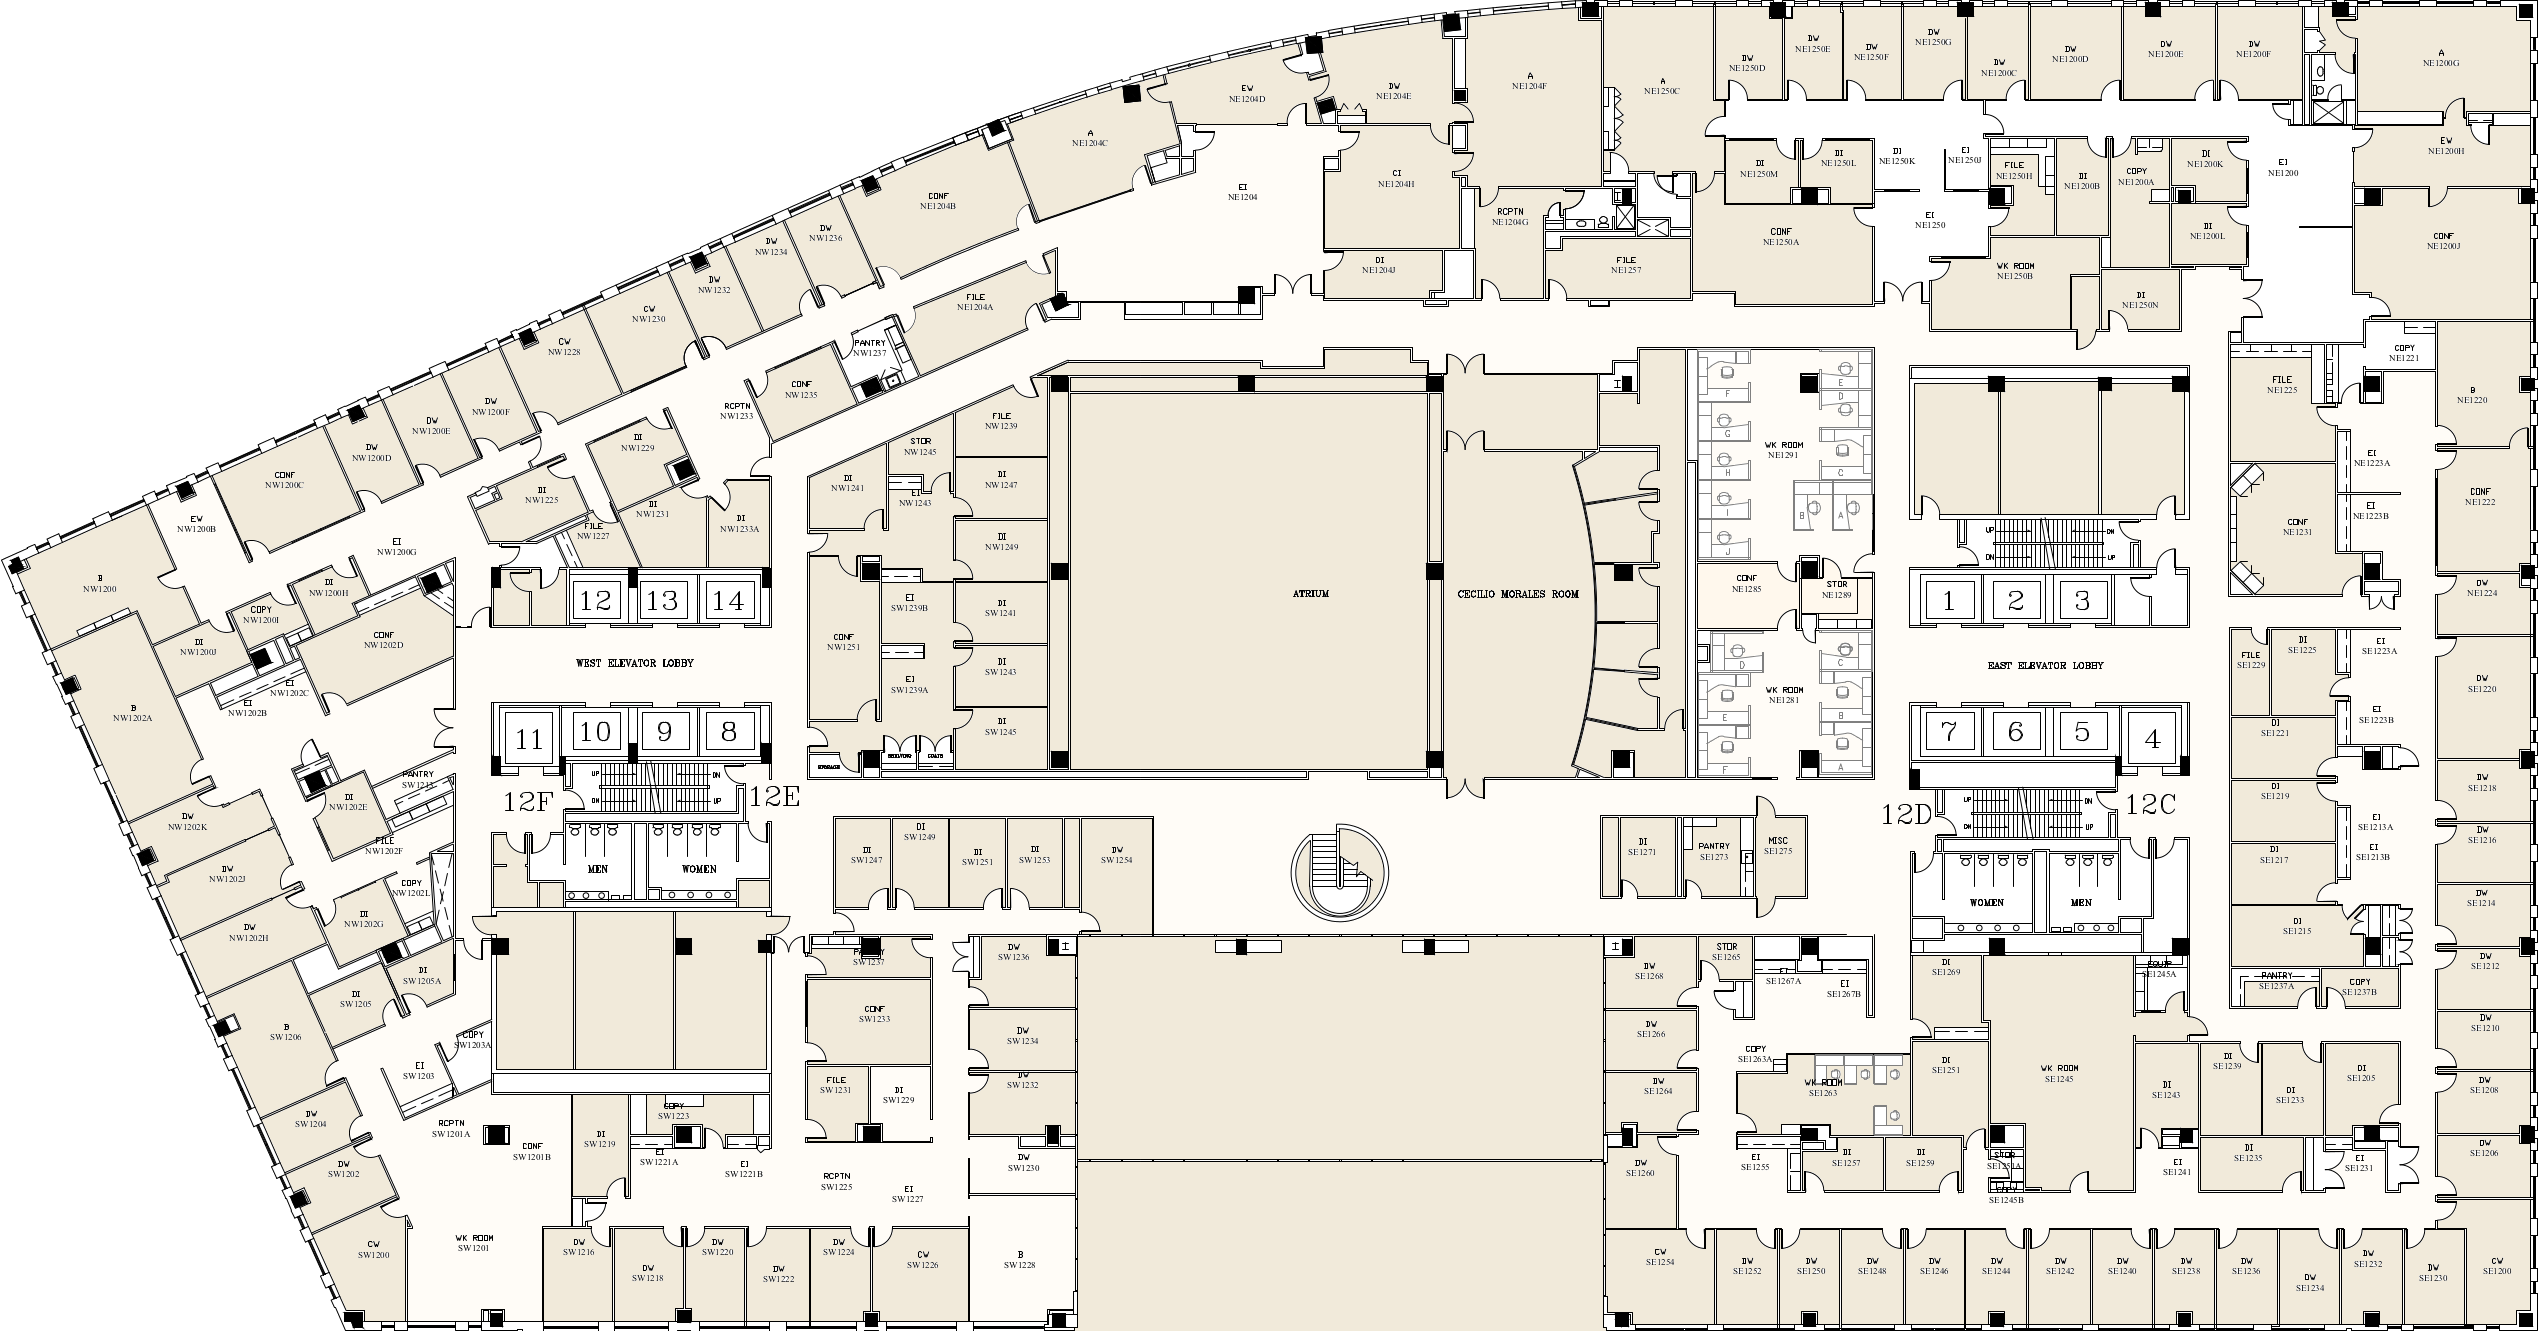 A
NE1204F
A
NE1250C
DW
NE1250D
DW
NE1250E
DW
NE1250F
DW
NE1250G
DW
NE1200C
DW
NE1200D
DW
NE1200E
DW
NE1200F
A
NE1200G
EW
NE1204D
DW
NE1204E
A
NE1204C
EI
NE1204
CI
NE1204H
DI
NE1204J
RCPTN
NE1204G
FILE
NE1257
DI
NE1250M
DI
NE1250L
DI
NE1250K
EI
NE1250J
FILE
NE1250H
DI
NE1200B
COPY
NE1200A
DI
NE1200K
EI
NE1200
EW
NE1200H
CONF
NE1200J
DI
NE1200L
EI
NE1250
CONF
NE1250A
WK ROOM
NE1250B
DI
NE1250N
CONF
NE1204B
DW
NW1236
DW
NW1234
DW
NW1232
CW
NW1230
CW
NW1228
FILE
NE1204A
PANTRY
NW1237
CONF
NW1235
RCPTN
NW1233
DW
NW1200F
DW
NW1200E
DW
NW1200D
CONF
NW1200C
EW
NW1200B
B
NW1200
EI
NW1200G
DI
NW1229
DI
NW1225
FILE
NW1227
DI
NW1231
DI
NW1233A
DI
NW1241
STOR
NW1245
FILE
NW1239
EI
NW1243
DI
NW1247
DI
NW1249
DI
SW1241
EI
SW1239B
CONF
NW1251
EI
SW1239A
DI
SW1243
DI
SW1245
STORAGE
COATS
ATRIUM
CECILIO MORALES ROOM
WK ROOM
NE1291
F
G
H
I
J
E
D
C
B
A
CONF
NE1285
STOR
NE1289
WK ROOM
NE1281
D
E
F
C
B
A
COPY
NE1221
FILE
NE1225
B
NE1220
EI
NE1223A
EI
NE1223B
CONF
NE1222
CONF
NE1231
DW
NE1224
UP
DN
DN
UP
1
2
3
EAST ELEVATOR LOBBY
7
6
5
4
12D
12C
UP
DN
DN
UP
WOMEN
MEN
FILE
SE1229
DI
SE1225
EI
SE1223A
DW
SE1220
EI
SE1223B
DI
SE1221
DW
SE1218
DI
SE1219
EI
SE1213A
EI
SE1213B
DW
SE1216
DI
SE1217
DW
SE1214
DI
SE1215
DW
SE1212
PANTRY
SE1237A
COPY
SE1237B
DW
SE1210
DW
SE1208
DW
SE1206
CW
SE1200
12
13
14
WEST ELEVATOR LOBBY
11
10
9
8
12F
12E
UP
DN
DN
UP
MEN
WOMEN
DI
NW1200H
COPY
NW1200I
DI
NW1200J
CONF
NW1202D
EI
NW1202C
EI
NW1202B
B
NW1202A
PANTRY
SW1213
DI
NW1202E
DW
NW1202K
FILE
NW1202F
DW
NW1202J
COPY
NW1202L
DI
NW1202G
DW
NW1202H
DI
SW1205A
DI
SW1205
B
SW1206
COPY
SW1203A
EI
SW1203
DW
SW1204
RCPTN
SW1201A
CONF
SW1201B
DW
SW1202
CW
SW1200
WK ROOM
SW1201
DI
SW1247
DI
SW1249
DI
SW1251
DI
SW1253
DW
SW1254
SW1237
DW
SW1236
CONF
SW1233
DW
SW1234
FILE
SW1231
DI
SW1229
DW
SW1232
COPY
SW1223
DI
SW1219
EI
SW1221A
EI
SW1221B
RCPTN
SW1225
EI
SW1227
DW
SW1230
DW
SW1216
DW
SW1218
DW
SW1220
DW
SW1222
DW
SW1224
CW
SW1226
B
SW1228
DI
SE1271
PANTRY
SE1273
MISC
SE1275
DW
SE1268
STOR
SE1265
EI
SE1267A
EI
SE1267B
DW
SE1266
COPY
SE1263A
DW
SE1264
WK ROOM
SE1263
DW
SE1260
EI
SE1255
DI
SE1257
DI
SE1259
DI
SE1269
EQUIP
SE1245A
WK ROOM
SE1245
DI
SE1251
STOR
SE1251A
SE1245B
DI
SE1243
DI
SE1239
DI
SE1233
DI
SE1205
EI
SE1241
DI
SE1235
EI
SE1231
CW
SE1254
DW
SE1252
DW
SE1250
DW
SE1248
DW
SE1246
DW
SE1244
DW
SE1242
DW
SE1240
DW
SE1238
DW
SE1236
DW
SE1234
DW
SE1232
DW
SE1230